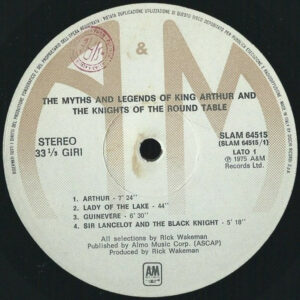 &
THE MYTHS AND LEGENDS OF KING ARTHUR AND
THE KNIGHTS OF THE ROUND TABLE
STEREO
33 1/3 GIRI
SLAM 64515
(SLAM 64515/1)
LATO 1
℗ 1975 A&M
Records Ltd.
1 - ARTHUR - 7' 24"
2 - LADY OF THE LAKE - 44"
3 - GUINEVERE - 6' 30"
4 - SIR LANCELOT AND THE BLACK KNIGHT - 5' 18"
All selections by Rick Wakeman
Published by Almo Music Corp. (ASCAP)
Produced by Rick Wakeman
A&M